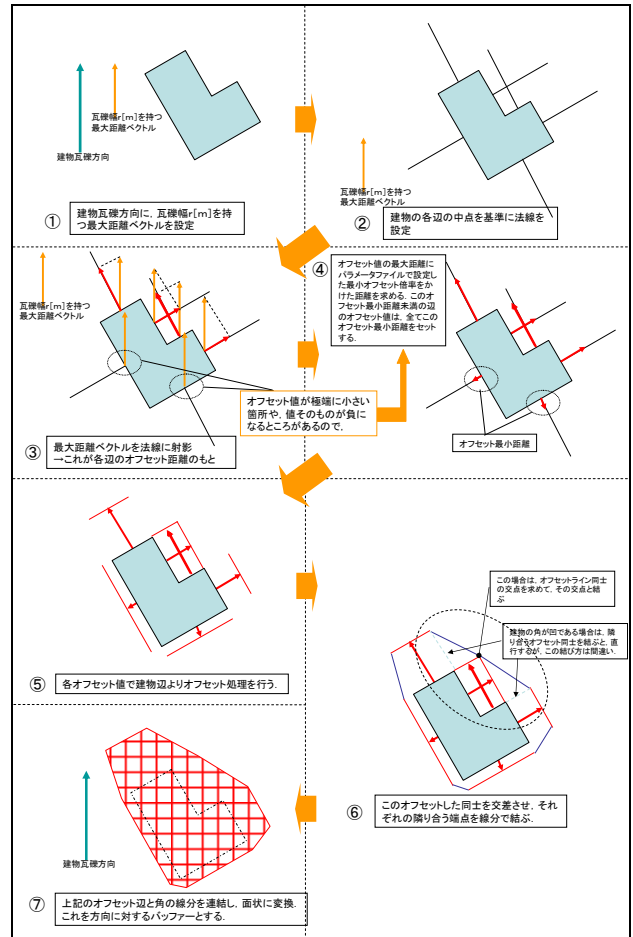 瓦礫幅r[m]を持つ
最大距離ベクトル
建物瓦礫方向
①
建物瓦礫方向に，瓦礫幅r[m]を持
つ最大距離ベクトルを設定
瓦礫幅r[m]を持つ
最大距離ベクトル
②
建物の各辺の中点を基準に法線を
設定
瓦礫幅r[m]を持つ
最大距離ベクトル
③
最大距離ベクトルを法線に射影
→これが各辺のオフセット距離のもと
オフセット値が極端に小さい
箇所や，値そのものが負に
なるところがあるので，
④
オフセット値の最大距離に
パラメータファイルで設定し
た最小オフセット倍率をか
けた距離を求める．このオ
フセット最小距離未満の辺
のオフセット値は，全てこの
オフセット最小距離をセット
する．
オフセット最小距離
⑤
各オフセット値で建物辺よりオフセット処理を行う．
この場合は，オフセットライン同士
の交点を求めて，その交点と結
ぶ
建物の角が凹である場合は，隣
り合うオフセット同士を結ぶと，直
行するが，この結び方は間違い．
⑥
このオフセットした同士を交差させ，それ
ぞれの隣り合う端点を線分で結ぶ．
建物瓦礫方向
⑦
上記のオフセット辺と角の線分を連結し，面状に変換．
これを方向に対するバッファーとする．